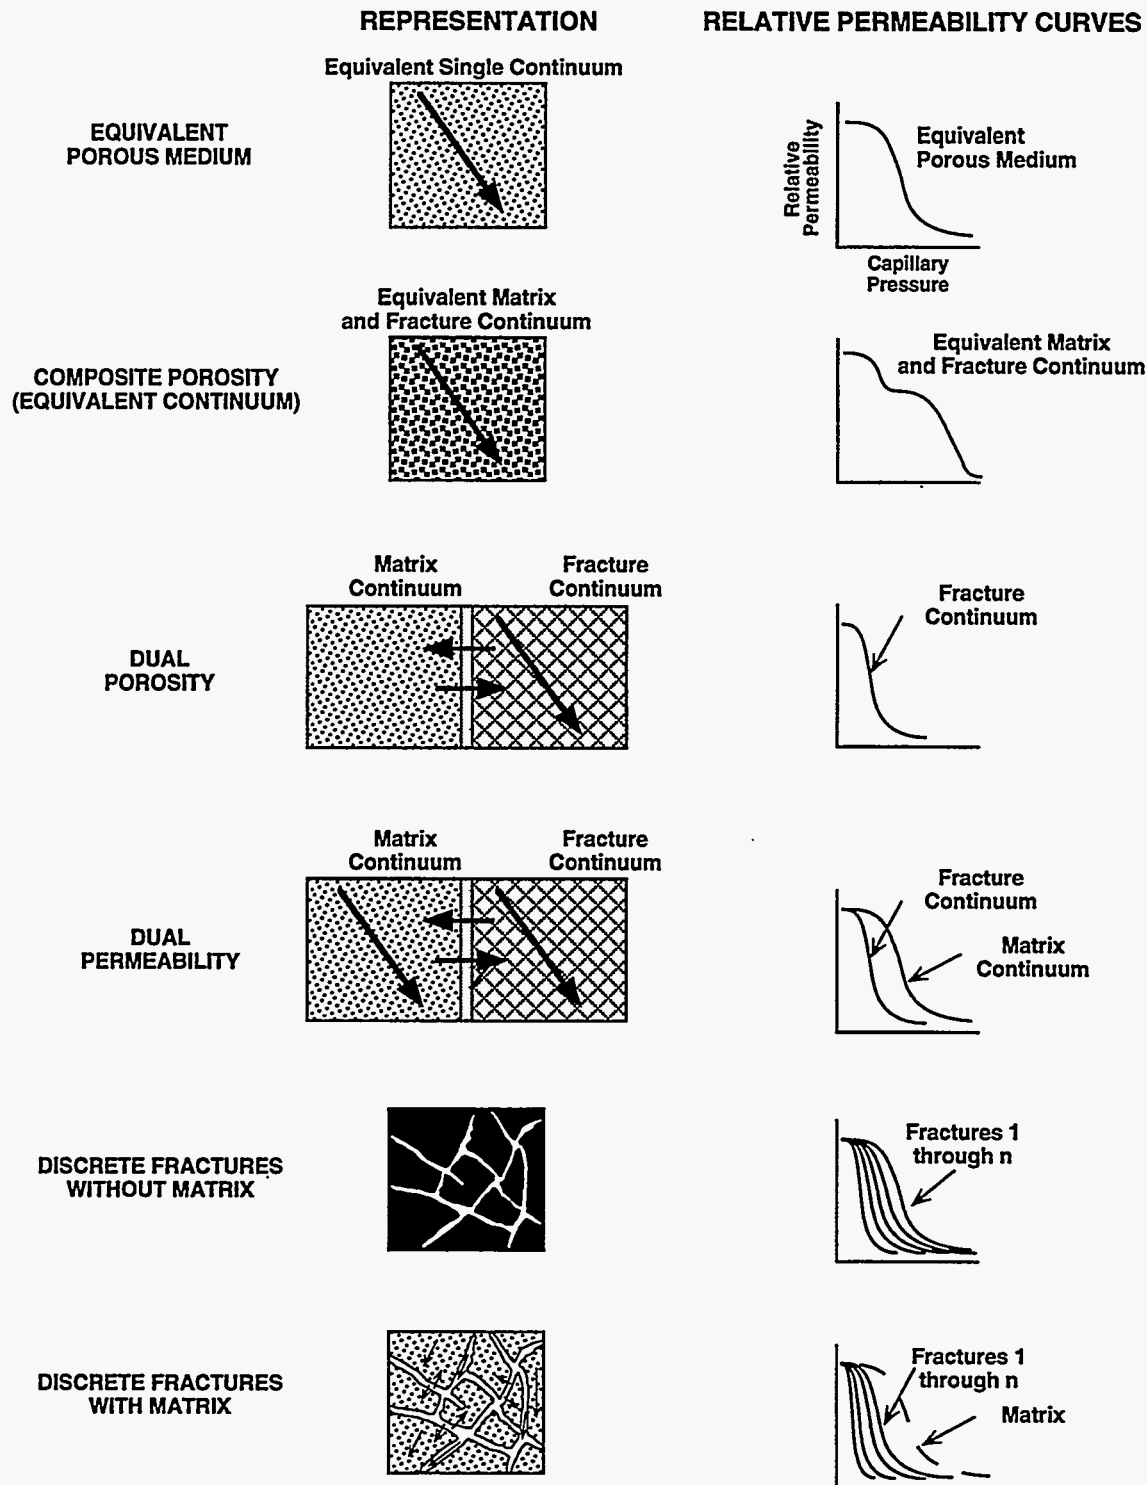 REPRESENTATION
RELATIVE PERMEABILITY CURVES
Equivalent Single Continuum
EQUIVALENT
POROUS MEDIUM
Relative
Permeability
Equivalent
Porous Medium
Capillary
Pressure
Equivalent Matrix
and Fracture Continuum
COMPOSITE POROSITY
(EQUIVALENT CONTINUUM)
Equivalent Matrix
and Fracture Continuum
Matrix
Continuum
Fracture
Continuum
DUAL
POROSITY
Fracture
Continuum
Matrix
Continuum
Fracture
Continuum
DUAL
PERMEABILITY
Fracture
Continuum
Matrix
Continuum
DISCRETE FRACTURES
WITHOUT MATRIX
Fractures 1
through n
DISCRETE FRACTURES
WITH MATRIX
Fractures 1
through n
Matrix